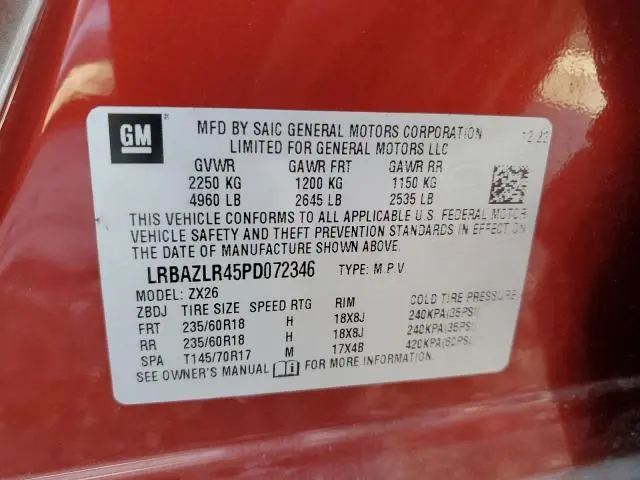 GM
MFD BY SAIC GENERAL MOTORS CORPORATION 12/22
LIMITED FOR GENERAL MOTORS LLC
GVWR GAWR FRT GAWR RR
2250 KG 1200 KG 1150 KG
4960 LB 2645 LB 2535 LB
THIS VEHICLE CONFORMS TO ALL APPLICABLE U.S. FEDERAL MOTOR
VEHICLE SAFETY AND THEFT PREVENTION STANDARDS IN EFFECT ON
THE DATE OF MANUFACTURE SHOWN ABOVE.
LRBAZLR45PD072346 TYPE: M.P.V.
MODEL: ZX26
ZBDJ TIRE SIZE SPEED RTG RIM COLD TIRE PRESSURE
FRT 235/60R18 H 18X8J 240KPA(35PSI)
RR 235/60R18 H 18X8J 240KPA(35PSI)
SPA T145/70R17 M 17X4B 420KPA(60PSI)
SEE OWNER'S MANUAL i FOR MORE INFORMATION